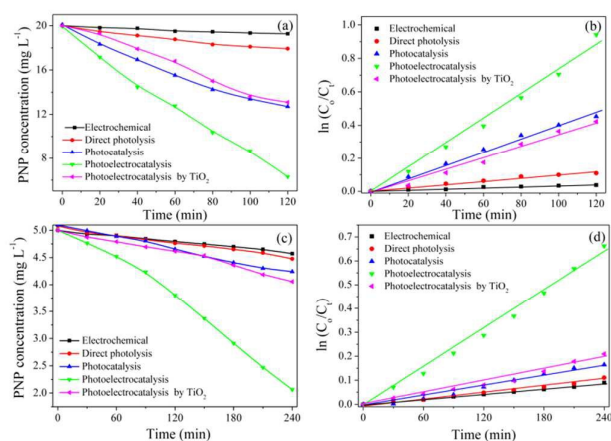 (a)
PNP concentration (mg L⁻¹)
20
16
12
8
Electrochemical
Direct photolysis
Photocatalysis
Photoelectrocatalysis
Photoelectrocatalysis by TiO₂
0 20 40 60 80 100 120
Time (min)
(b)
ln (C₀/Cₜ)
1.0
0.8
0.6
0.4
0.2
0.0
Electrochemical
Direct photolysis
Photocatalysis
Photoelectrocatalysis
Photoelectrocatalysis by TiO₂
0 20 40 60 80 100 120
Time (min)
(c)
PNP concentration (mg L⁻¹)
5.0
4.5
4.0
3.5
3.0
2.5
2.0
Electrochemical
Direct photolysis
Photocatalysis
Photoelectrocatalysis
Photoelectrocatalysis by TiO₂
0 30 60 90 120 150 180 210 240
Time (min)
(d)
ln (C₀/Cₜ)
0.7
0.6
0.5
0.4
0.3
0.2
0.1
0.0
Electrochemical
Direct photolysis
Photocatalysis
Photoelectrocatalysis
Photoelectrocatalysis by TiO₂
0 60 120 180 240
Time (min)